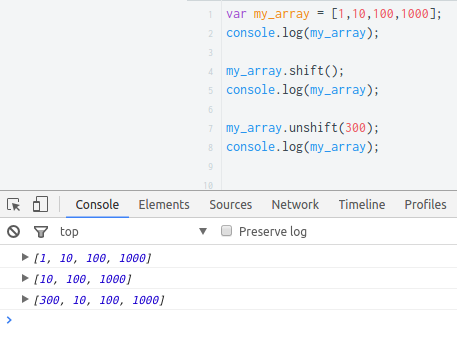 1 var my_array = [1,10,100,1000];
2 console.log(my_array);
3
4 my_array.shift();
5 console.log(my_array);
6
7 my_array.unshift(300);
8 console.log(my_array);
9
10
Console Elements Sources Network Timeline Profiles
top Preserve log
[1, 10, 100, 1000]
[10, 100, 1000]
[300, 10, 100, 1000]
>